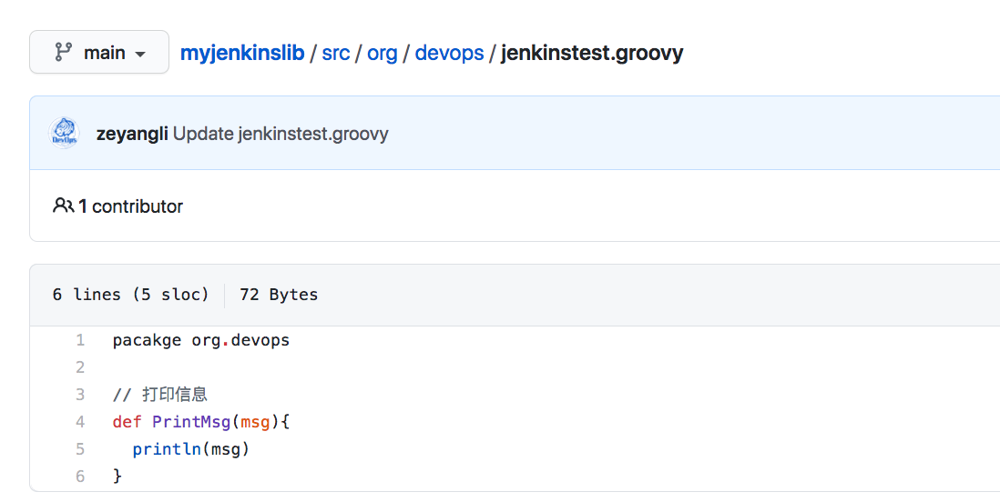 main
myjenkinslib / src / org / devops / jenkinstest.groovy
DevOps
zeyangli Update jenkinstest.groovy
1 contributor
6 lines (5 sloc) 72 Bytes
1 pacakge org.devops
2
3 // 打印信息
4 def PrintMsg(msg){
5 println(msg)
6 }